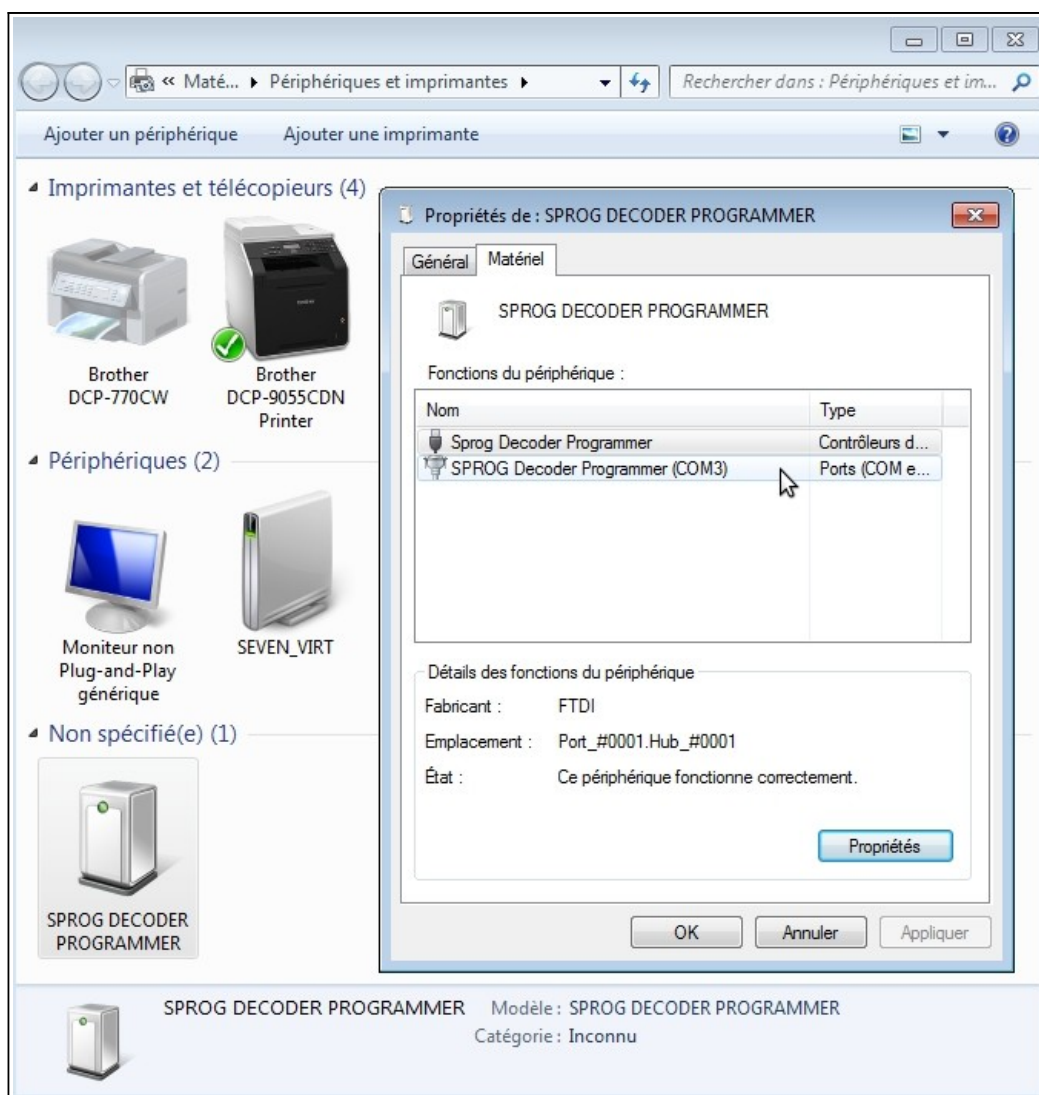 « Maté... Périphériques et imprimantes
Rechercher dans : Périphériques et im...
Ajouter un périphérique Ajouter une imprimante
Imprimantes et télécopieurs (4)
Brother
DCP-770CW
Brother
DCP-9055CDN
Printer
Périphériques (2)
Moniteur non
Plug-and-Play
générique
SEVEN_VIRT
Non spécifié(e) (1)
SPROG DECODER
PROGRAMMER
Propriétés de : SPROG DECODER PROGRAMMER
Général Matériel
SPROG DECODER PROGRAMMER
Fonctions du périphérique :
Nom Type
Sprog Decoder Programmer Contrôleurs d...
SPROG Decoder Programmer (COM3) Ports (COM e...
Détails des fonctions du périphérique
Fabricant : FTDI
Emplacement : Port_#0001.Hub_#0001
État : Ce périphérique fonctionne correctement.
Propriétés
OK Annuler Appliquer
SPROG DECODER PROGRAMMER Modèle : SPROG DECODER PROGRAMMER
Catégorie : Inconnu